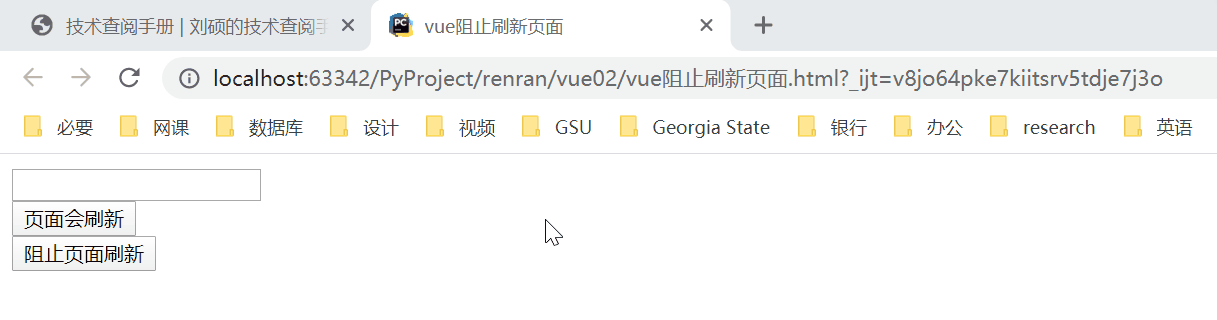 技术查阅手册 | 刘硕的技术查阅手
vue阻止刷新页面
localhost:63342/PyProject/renran/vue02/vue阻止刷新页面.html?_ijt=v8jo64pke7kiitsrv5tdje7j3o
必要 网课 数据库 设计 视频 GSU Georgia State 银行 办公 research 英语
页面会刷新
阻止页面刷新